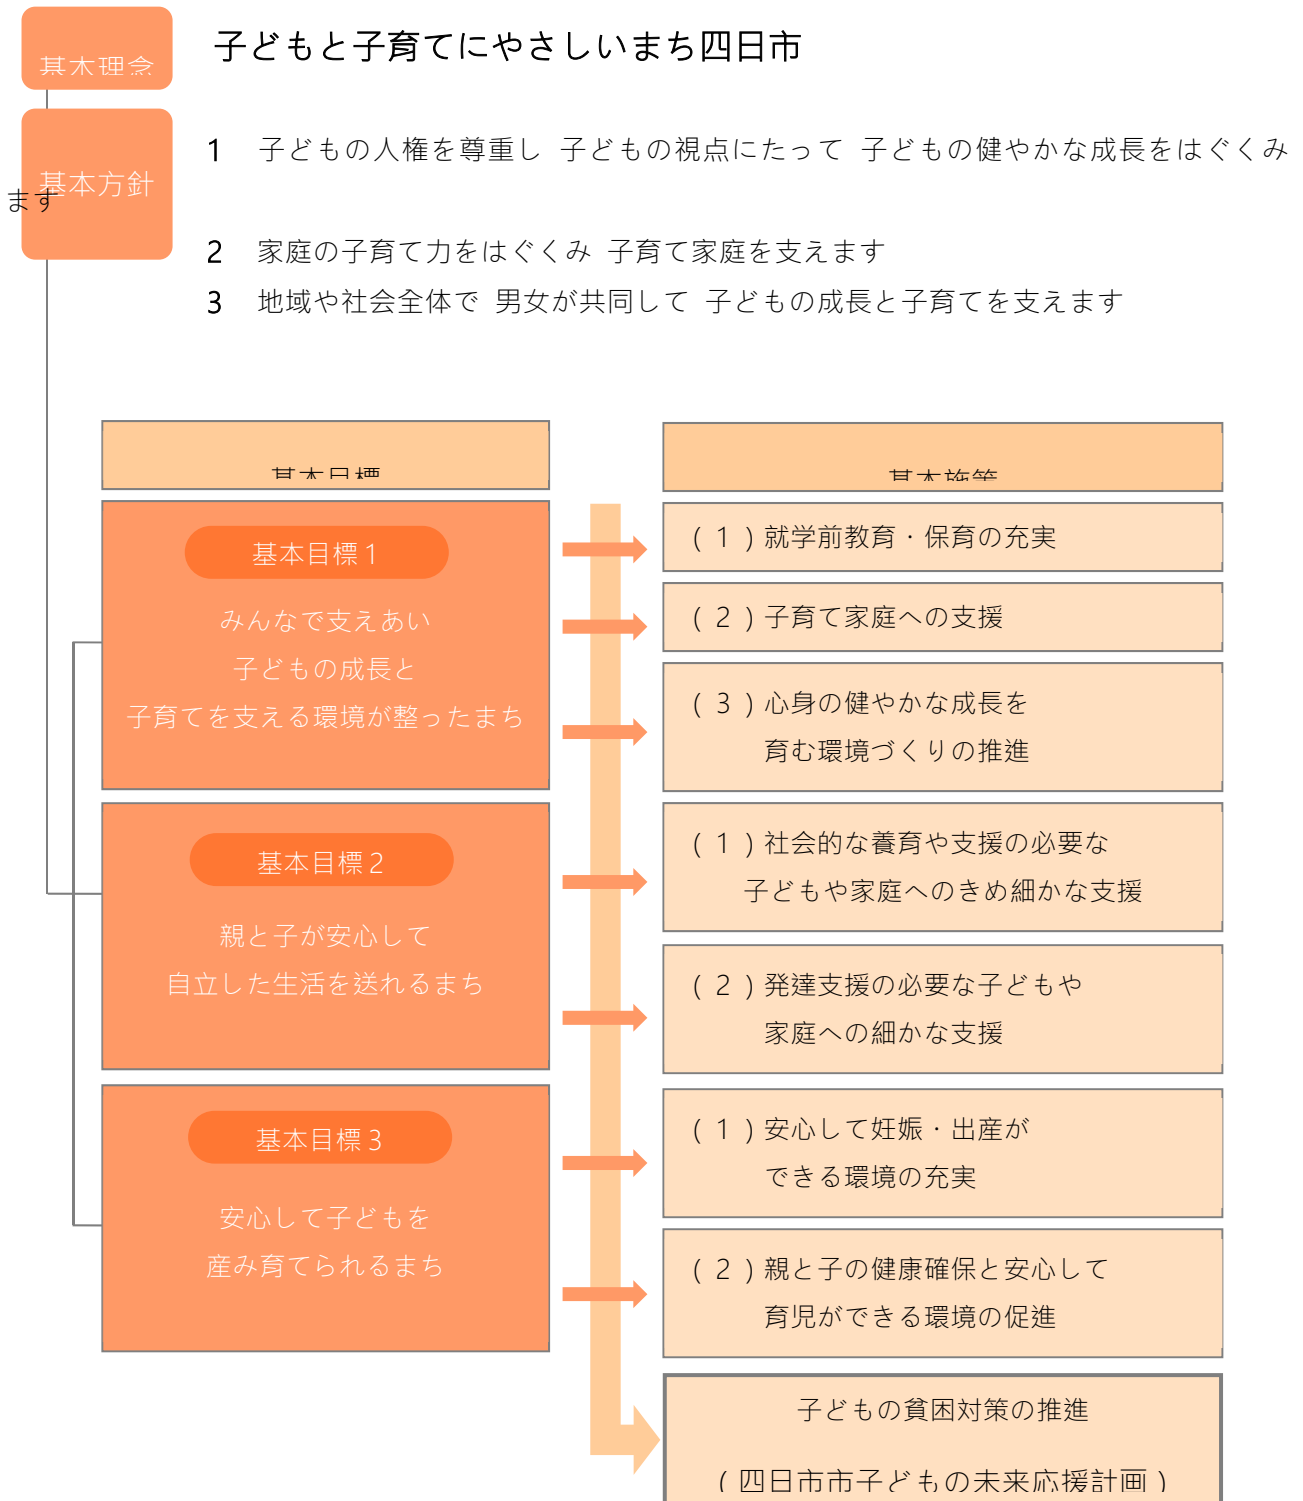 基本理念
子どもと子育てにやさしいまち四日市
基本方針
1 子どもの人権を尊重し 子どもの視点にたって 子どもの健やかな成長をはぐくみ
ます
2 家庭の子育て力をはぐくみ 子育て家庭を支えます
3 地域や社会全体で 男女が共同して 子どもの成長と子育てを支えます
基本目標
基本施策
基本目標１
みんなで支えあい
子どもの成長と
子育てを支える環境が整ったまち
(１)就学前教育・保育の充実
(２)子育て家庭への支援
(３)心身の健やかな成長を
育む環境づくりの推進
基本目標２
親と子が安心して
自立した生活を送れるまち
(１)社会的な養育や支援の必要な
子どもや家庭へのきめ細かな支援
(２)発達支援の必要な子どもや
家庭への細かな支援
基本目標３
安心して子どもを
産み育てられるまち
(１)安心して妊娠・出産が
できる環境の充実
(２)親と子の健康確保と安心して
育児ができる環境の促進
子どもの貧困対策の推進
(四日市市子どもの未来応援計画)